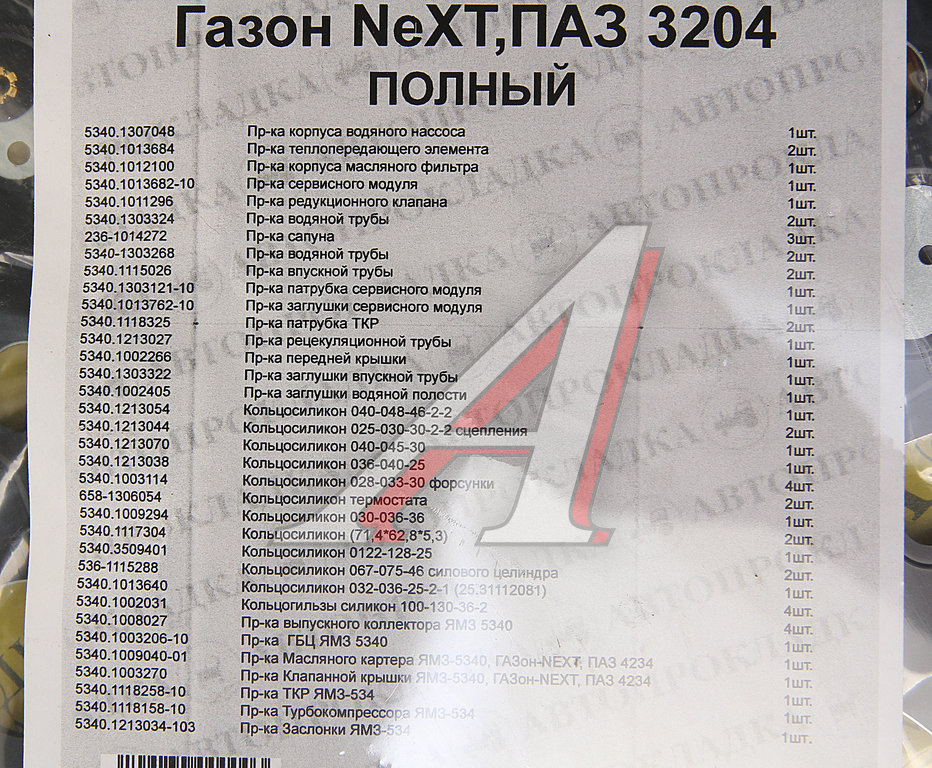 Газон NeXT,ПАЗ 3204
ПОЛНЫЙ
5340.1307048 Пр-ка корпуса водяного нассоса 1шт.
5340.1013684 Пр-ка теплопередающего элемента 2шт.
5340.1012100 Пр-ка корпуса масляного фильтра 1шт.
5340.1013682-10 Пр-ка сервисного модуля 1шт.
5340.1011296 Пр-ка редукционного клапана 1шт.
5340.1303324 Пр-ка водяной трубы 2шт.
236-1014272 Пр-ка сапуна 3шт.
5340-1303268 Пр-ка водяной трубы 2шт.
5340.1115026 Пр-ка впускной трубы 2шт.
5340.1303121-10 Пр-ка патрубка сервисного модуля 1шт.
5340.1013762-10 Пр-ка заглушки сервисного модуля 1шт.
5340.1118325 Пр-ка патрубка ТКР 2шт.
5340.1213027 Пр-ка рецекуляционной трубы 1шт.
5340.1002266 Пр-ка передней крышки 1шт.
5340.1303322 Пр-ка заглушки впускной трубы 1шт.
5340.1002405 Пр-ка заглушки водяной полости 1шт.
5340.1213054 Кольцосиликон 040-048-46-2-2 1шт.
5340.1213044 Кольцосиликон 025-030-30-2-2 сцепления 2шт.
5340.1213070 Кольцосиликон 040-045-30 1шт.
5340.1213038 Кольцосиликон 036-040-25 1шт.
5340.1003114 Кольцосиликон 028-033-30 форсунки 4шт.
658-1306054 Кольцосиликон термостата 2шт.
5340.1009294 Кольцосиликон 030-036-36 1шт.
5340.1117304 Кольцосиликон (71,4*62,8*5,3) 2шт.
5340.3509401 Кольцосиликон 0122-128-25 1шт.
536-1115288 Кольцосиликон 067-075-46 силового целиндра 2шт.
5340.1013640 Кольцосиликон 032-036-25-2-1 (25.31112081) 1шт.
5340.1002031 Кольцогильзы силикон 100-130-36-2 4шт.
5340.1008027 Пр-ка выпускного коллектора ЯМЗ 5340 4шт.
5340.1003206-10 Пр-ка ГБЦ ЯМЗ 5340 1шт.
5340.1009040-01 Пр-ка Масляного картера ЯМЗ-5340, ГАЗон-NEXT, ПАЗ 4234 1шт.
5340.1003270 Пр-ка Клапанной крышки ЯМЗ-5340, ГАЗон-NEXT, ПАЗ 4234 1шт.
5340.1118258-10 Пр-ка ТКР ЯМЗ-534 1шт.
5340.1118158-10 Пр-ка Турбокомпрессора ЯМЗ-534 1шт.
5340.1213034-103 Пр-ка Заслонки ЯМЗ-534 1шт.